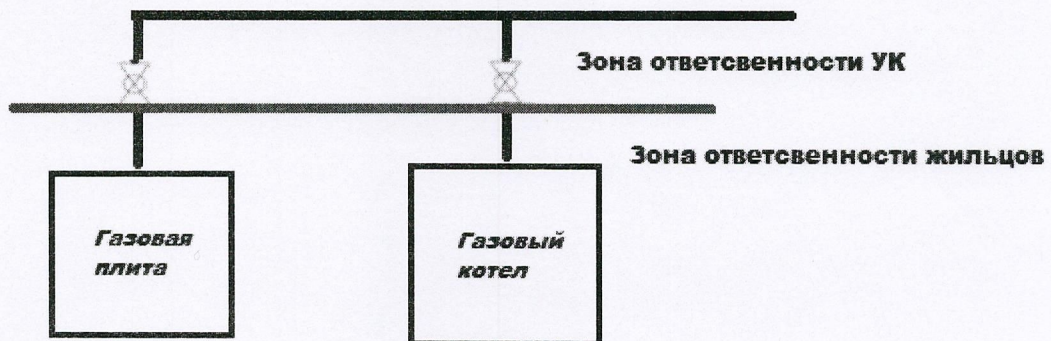 Зона ответсвенности УК
Зона ответсвенности жильцов
Газовая
плита
Газовый
котел